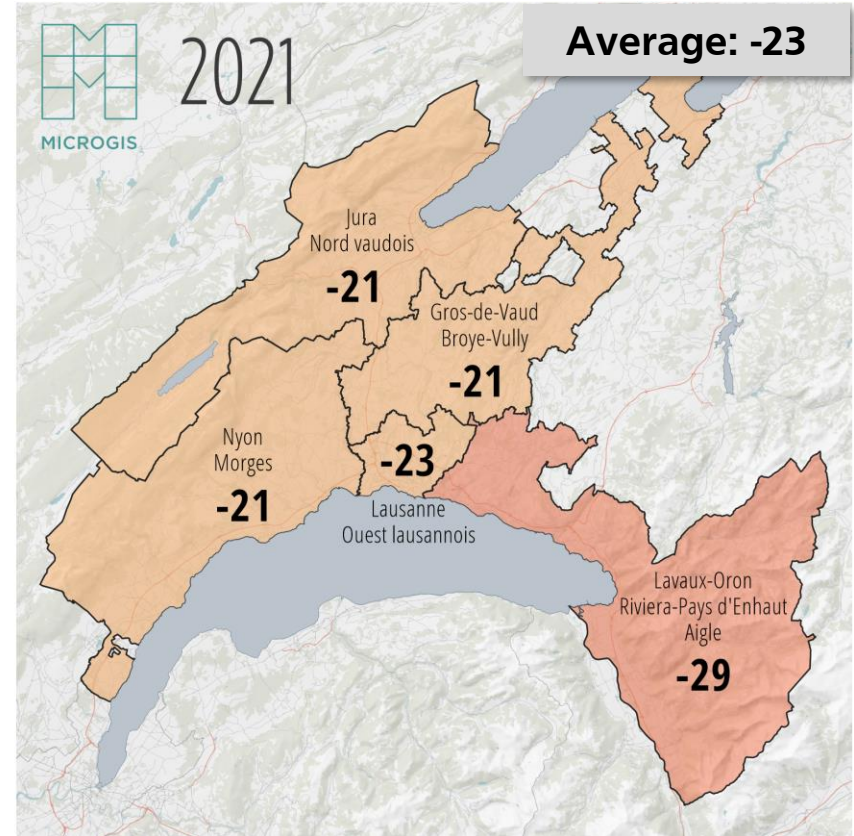 MICROGIS
2021
Average: -23
Jura
Nord vaudois
-21
Gros-de-Vaud
Broye-Vully
-21
Nyon
Morges
-21
-23
Lausanne
Ouest lausannois
Lavaux-Oron
Riviera-Pays d'Enhaut
Aigle
-29